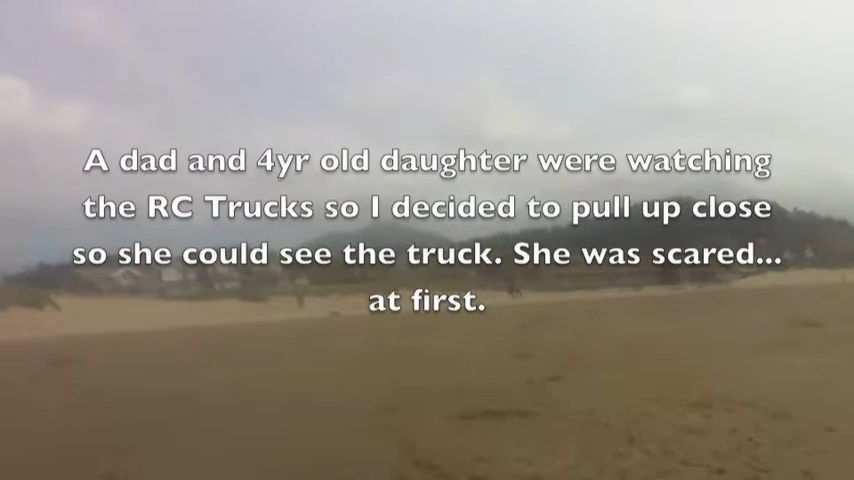 A dad and 4yr old daughter were watching
the RC Trucks so I decided to pull up close
so she could see the truck. She was scared...
at first.